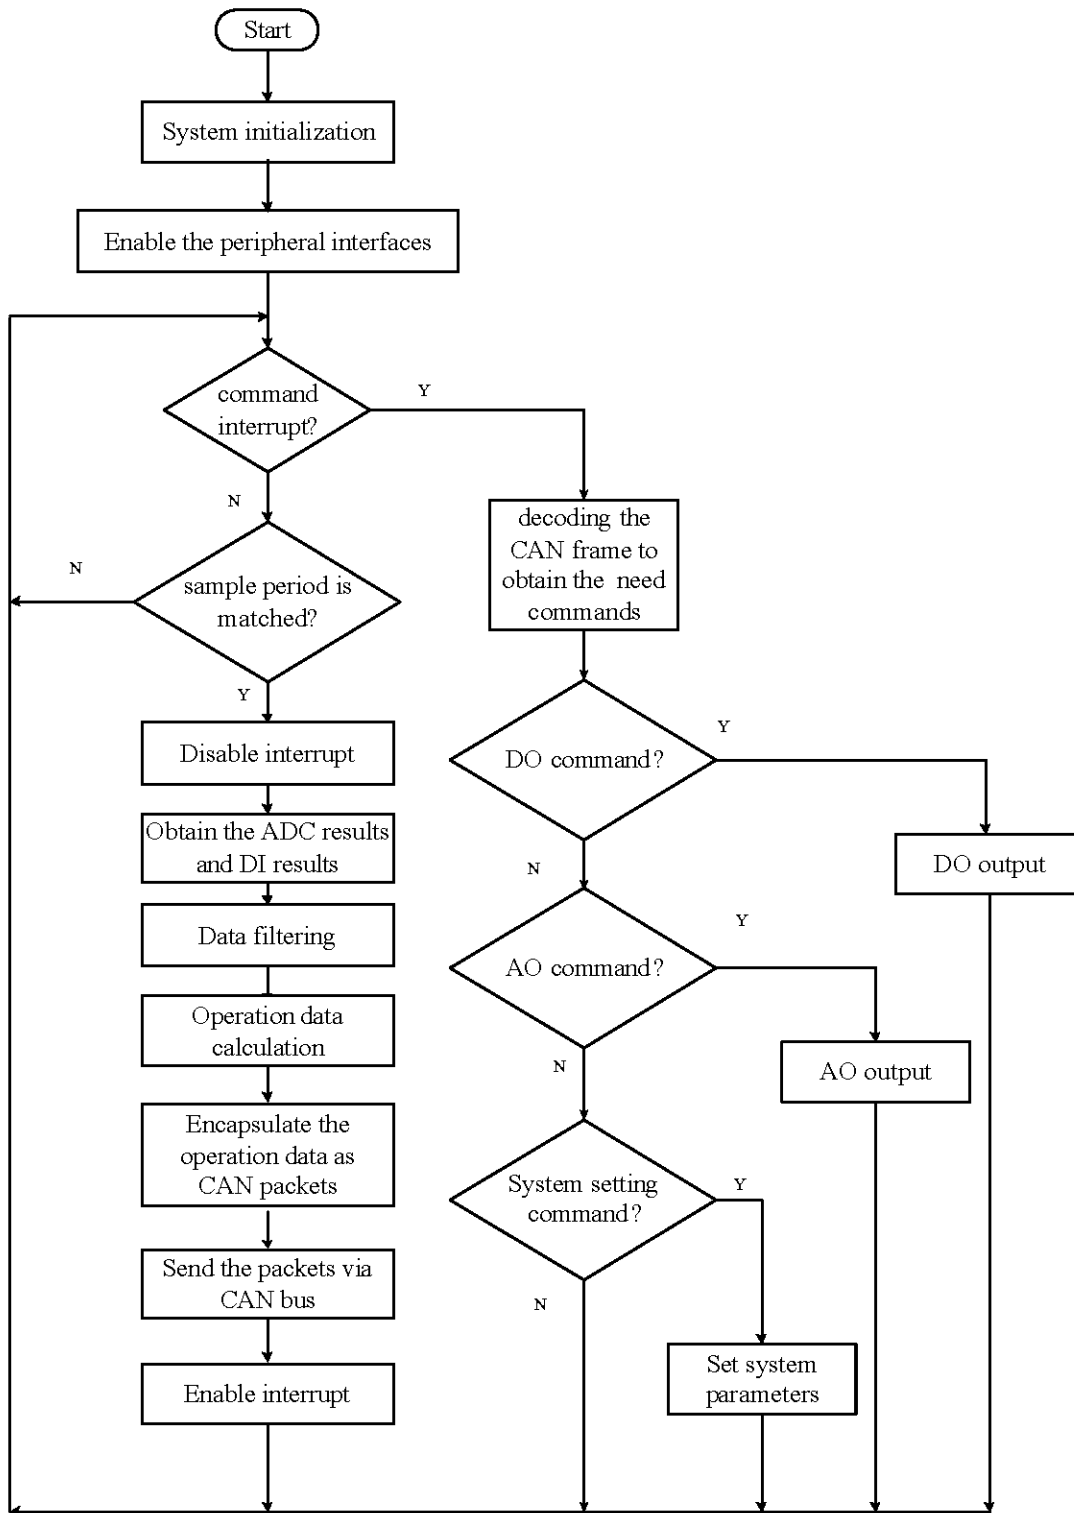 Start
System initialization
Enable the peripheral interfaces
command
interrupt?
Y
N
decoding the
CAN frame to
obtain the need
commands
sample period is
matched?
N
Y
Disable interrupt
DO command?
Y
N
Obtain the ADC results
and DI results
DO output
Data filtering
AO command?
Y
N
Operation data
calculation
AO output
Encapsulate the
operation data as
CAN packets
System setting
command?
Y
N
Send the packets via
CAN bus
Set system
parameters
Enable interrupt